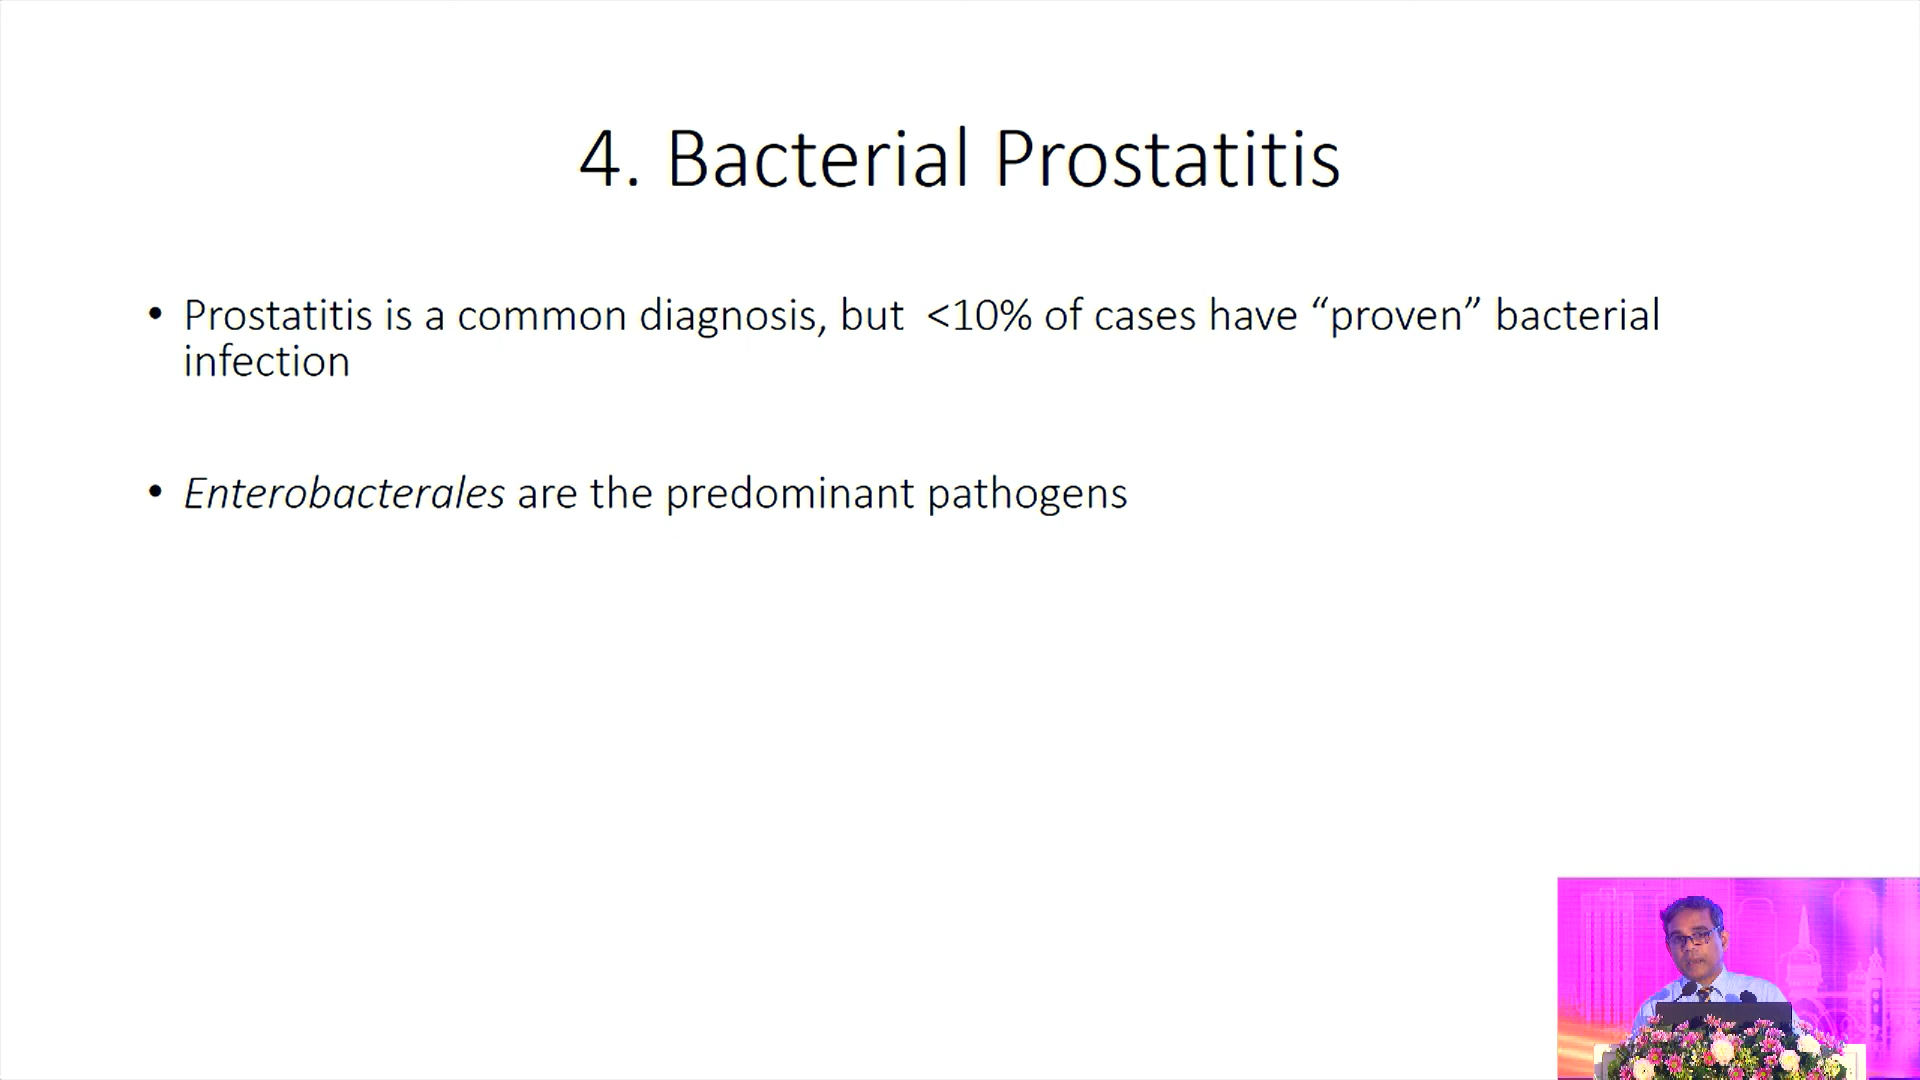 4. Bacterial Prostatitis
• Prostatitis is a common diagnosis, but  <10% of cases have “proven” bacterial
infection
• Enterobacterales are the predominant pathogens